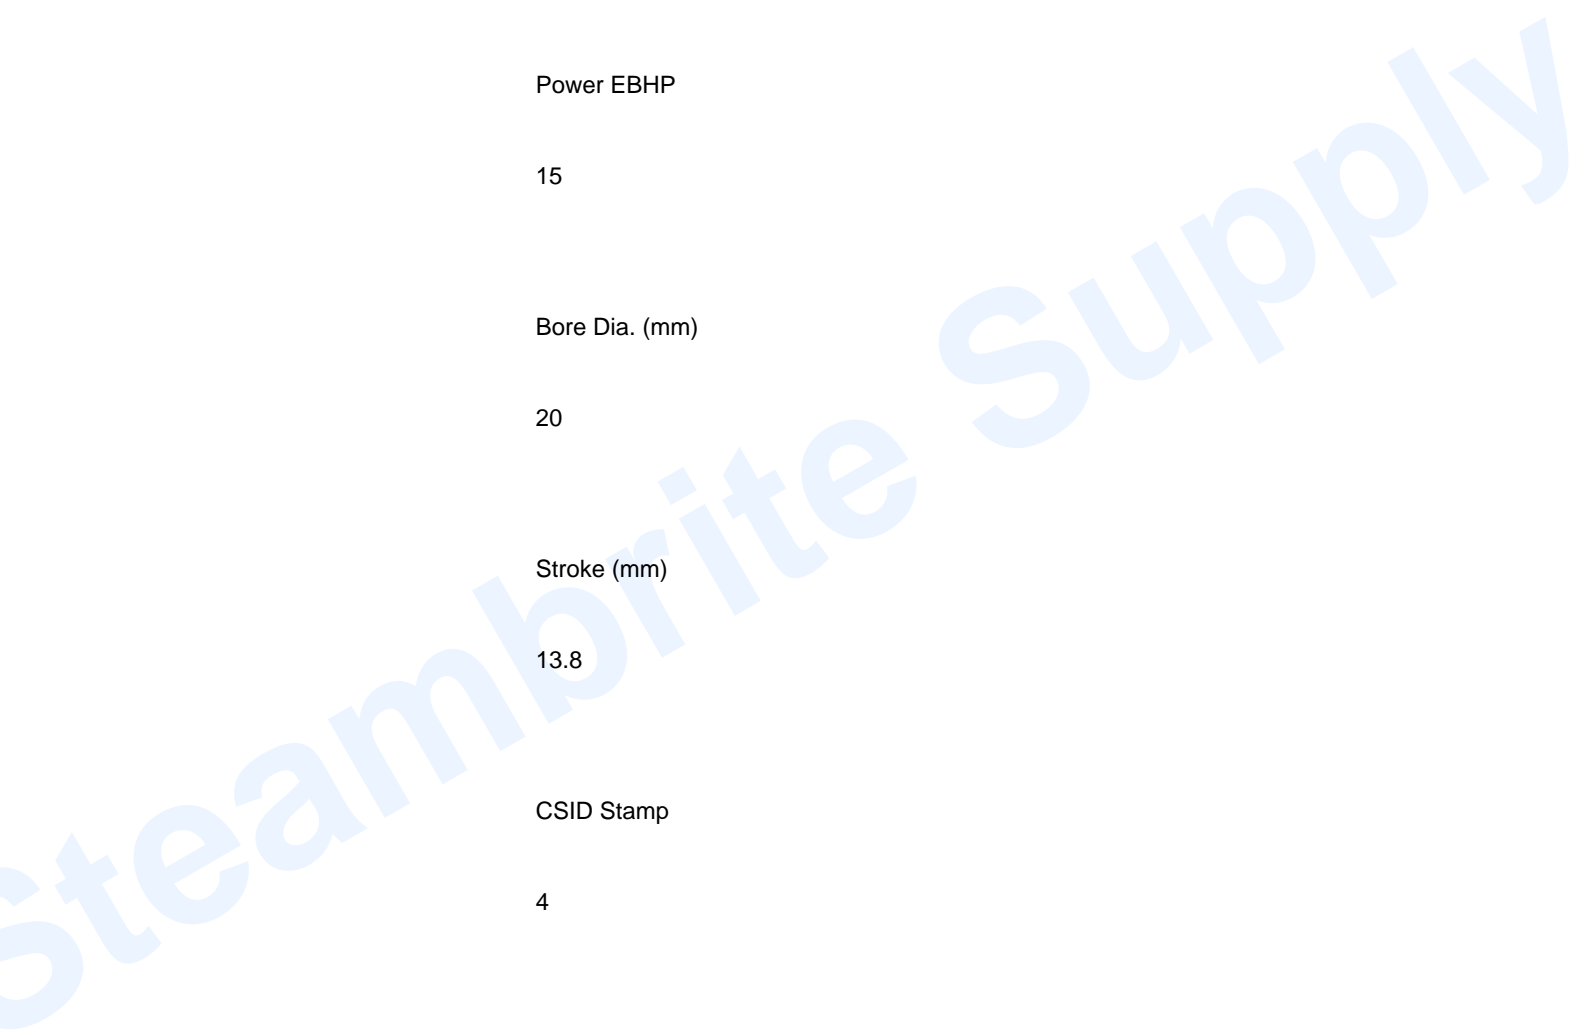 Power EBHP
15
Bore Dia. (mm)
20
Stroke (mm)
13.8
CSID Stamp
4
Steambrite Supply